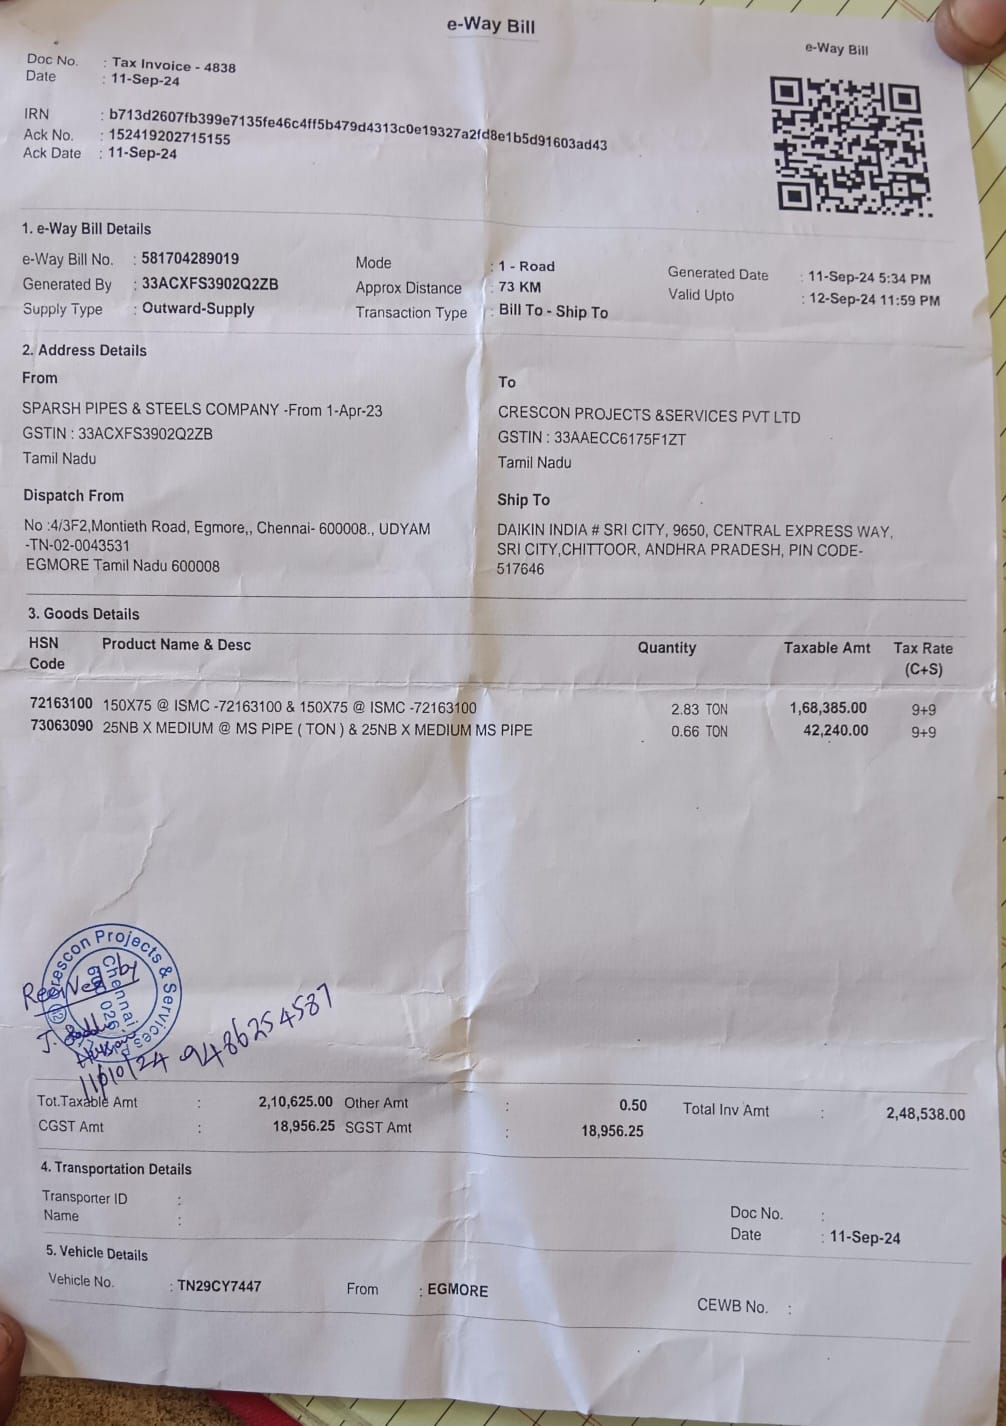 e-Way Bill
e-Way Bill
Doc No. : Tax Invoice - 4838
Date : 11-Sep-24
IRN : b713d2607fb399e7135fe46c4ff5b479d4313c0e19327a2fd8e1b5d91603ad43
Ack No. : 152419202715155
Ack Date : 11-Sep-24
1. e-Way Bill Details
e-Way Bill No. : 581704289019 Mode : 1 - Road Generated Date : 11-Sep-24 5:34 PM
Generated By : 33ACXFS3902Q2ZB Approx Distance : 73 KM Valid Upto : 12-Sep-24 11:59 PM
Supply Type : Outward-Supply Transaction Type : Bill To - Ship To
2. Address Details
From To
SPARSH PIPES & STEELS COMPANY -From 1-Apr-23 CRESCON PROJECTS &SERVICES PVT LTD
GSTIN : 33ACXFS3902Q2ZB GSTIN : 33AAECC6175F1ZT
Tamil Nadu Tamil Nadu
Dispatch From Ship To
No :4/3F2,Montieth Road, Egmore,, Chennai- 600008., UDYAM DAIKIN INDIA # SRI CITY, 9650, CENTRAL EXPRESS WAY,
-TN-02-0043531 SRI CITY,CHITTOOR, ANDHRA PRADESH, PIN CODE-
EGMORE Tamil Nadu 600008 517646
3. Goods Details
HSN Product Name & Desc Quantity Taxable Amt Tax Rate
Code (C+S)
72163100 150X75 @ ISMC -72163100 & 150X75 @ ISMC -72163100 2.83 TON 1,68,385.00 9+9
73063090 25NB X MEDIUM @ MS PIPE ( TON ) & 25NB X MEDIUM MS PIPE 0.66 TON 42,240.00 9+9
Crescon Projects & Services
Chennai
600 026
Received by
J.
11/10/24 9486254587
Tot.Taxable Amt : 2,10,625.00 Other Amt : 0.50 Total Inv Amt : 2,48,538.00
CGST Amt : 18,956.25 SGST Amt : 18,956.25
4. Transportation Details
Transporter ID :
Name : Doc No. :
Date : 11-Sep-24
5. Vehicle Details
Vehicle No. : TN29CY7447 From : EGMORE CEWB No. :